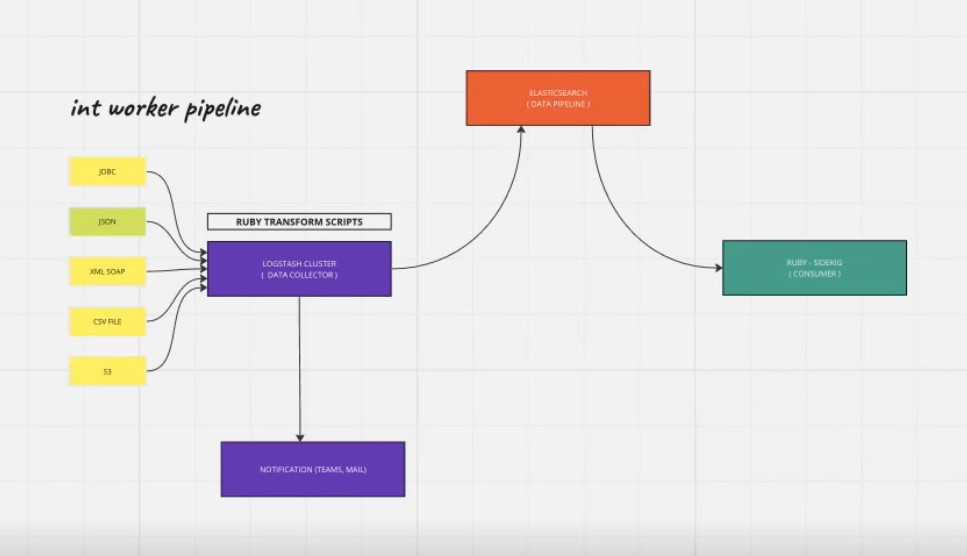 int worker pipeline
JDBC
JSON
XML SOAP
CSV FILE
S3
RUBY TRANSFORM SCRIPTS
LOGSTASH CLUSTER
( DATA COLLECTOR )
NOTIFICATION (TEAMS, MAIL)
ELASTICSEARCH
( DATA PIPELINE )
RUBY - SIDEKIG
( CONSUMER )